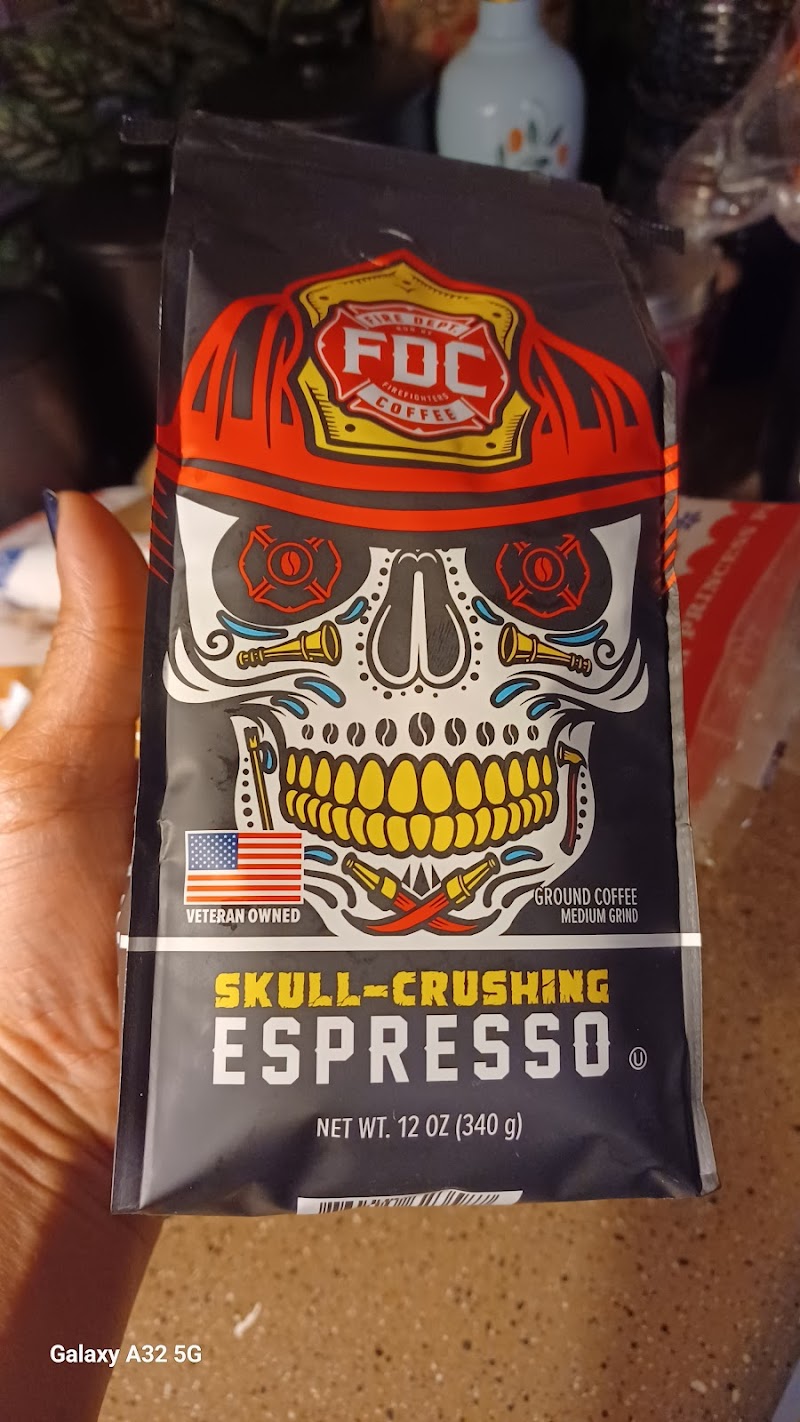 FIRE DEPT.
FDC
FIREFIGHTERS
COFFEE
PRINCESS
VETERAN OWNED
GROUND COFFEE
MEDIUM GRIND
SKULL-CRUSHING
ESPRESSO
U
NET WT. 12 OZ (340 g)
Galaxy A32 5G